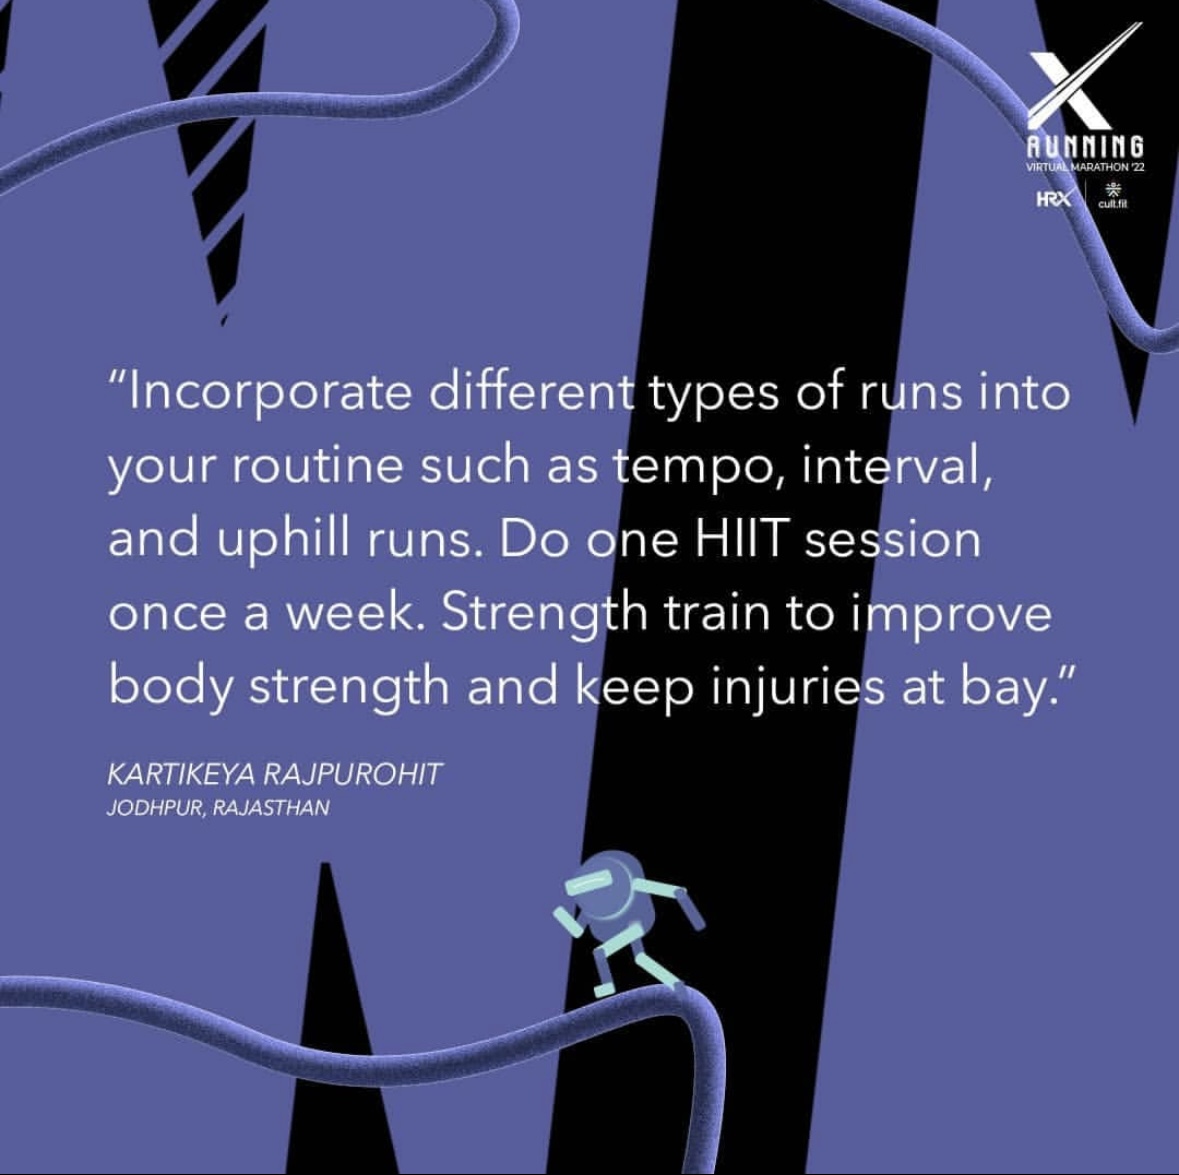 X
RUNNING
VIRTUAL MARATHON '22
HRX cult.fit
“Incorporate different types of runs into
your routine such as tempo, interval,
and uphill runs. Do one HIIT session
once a week. Strength train to improve
body strength and keep injuries at bay.”
KARTIKEYA RAJPUROHIT
JODHPUR, RAJASTHAN